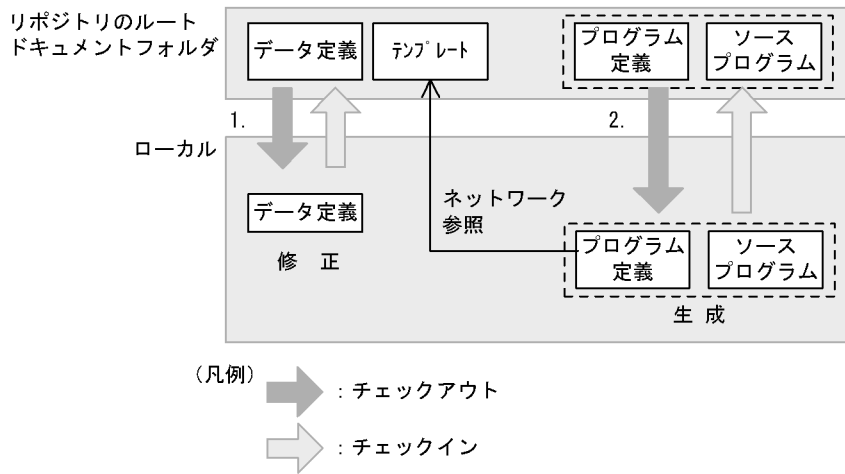 リポジトリのルート
ドキュメントフォルダ
データ定義
テンプレート
プログラム
定義
ソース
プログラム
1.
2.
ローカル
データ定義
修 正
ネットワーク
参照
プログラム
定義
ソース
プログラム
生 成
(凡例)
：チェックアウト
：チェックイン